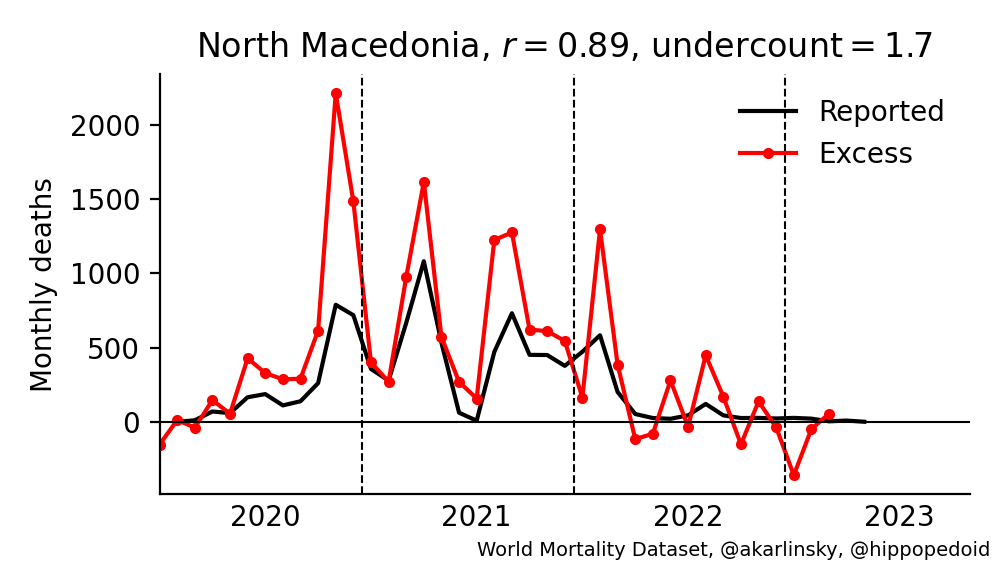 North Macedonia, r = 0.89, undercount = 1.7
Reported
Excess
Monthly deaths
2000
1500
1000
500
0
2020
2021
2022
2023
World Mortality Dataset, @akarlinsky, @hippopedoid